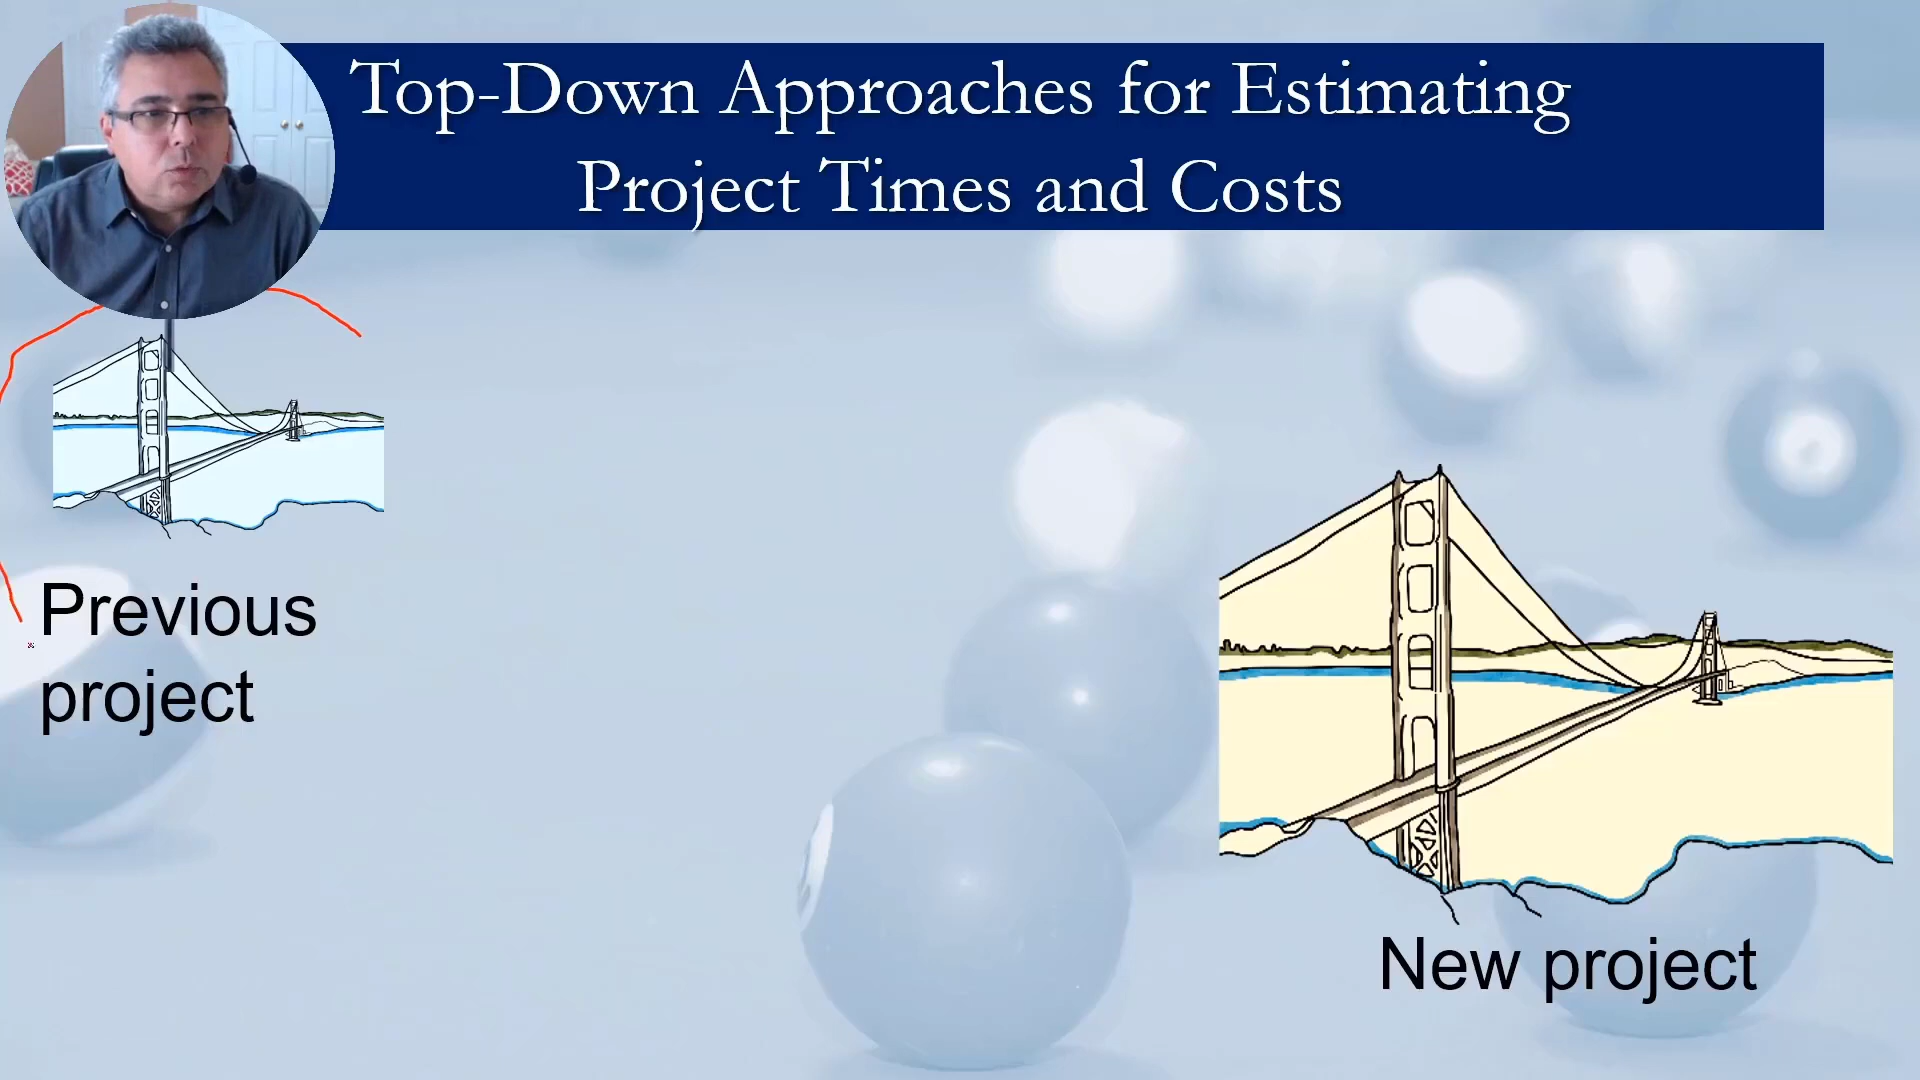 Top-Down Approaches for Estimating
Project Times and Costs
Previous
project
New project